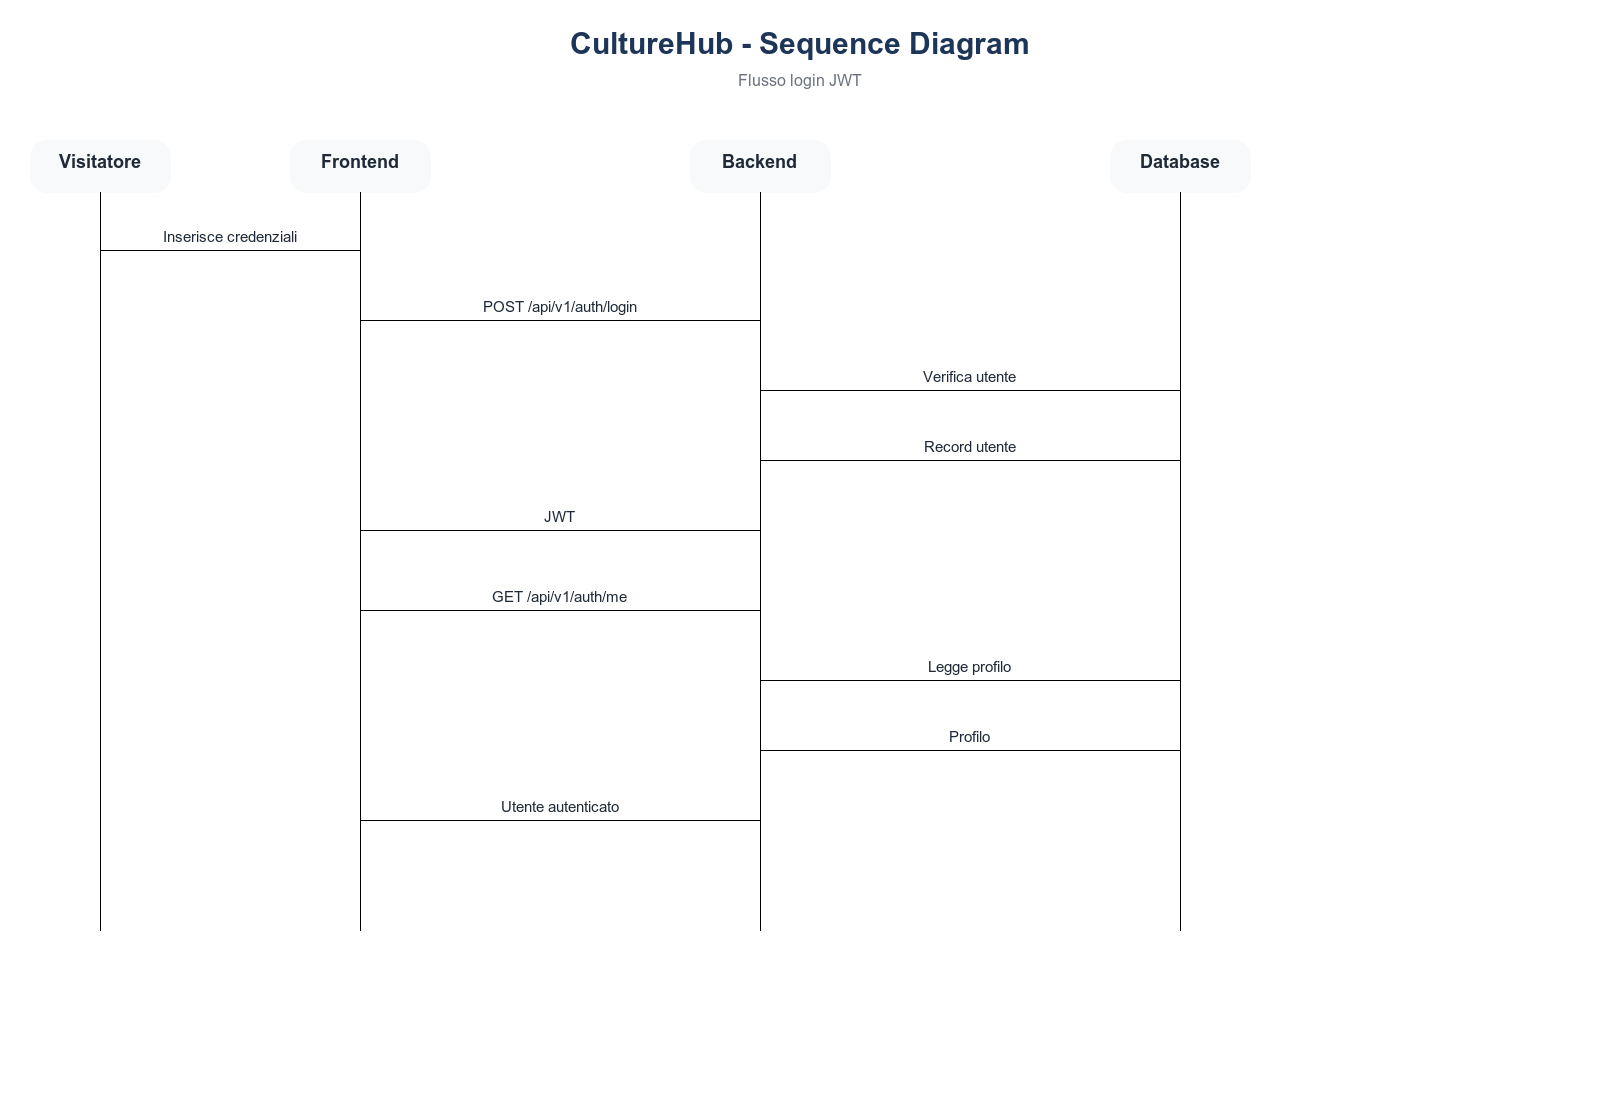 CultureHub - Sequence Diagram
Flusso login JWT
Visitatore
Frontend
Backend
Database
Inserisce credenziali
POST /api/v1/auth/login
Verifica utente
Record utente
JWT
GET /api/v1/auth/me
Legge profilo
Profilo
Utente autenticato